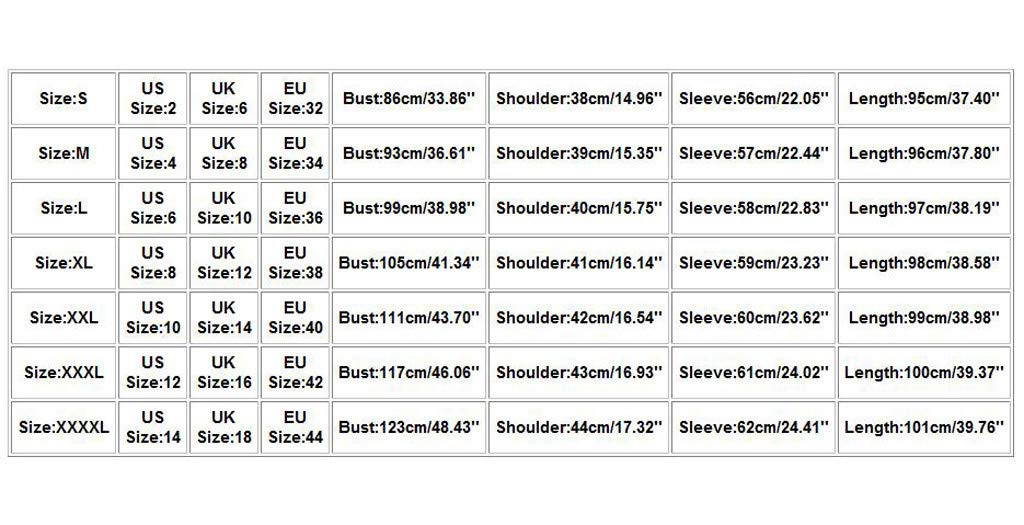 Size:S US Size:2 UK Size:6 EU Size:32 Bust:86cm/33.86'' Shoulder:38cm/14.96'' Sleeve:56cm/22.05'' Length:95cm/37.40''
Size:M US Size:4 UK Size:8 EU Size:34 Bust:93cm/36.61'' Shoulder:39cm/15.35'' Sleeve:57cm/22.44'' Length:96cm/37.80''
Size:L US Size:6 UK Size:10 EU Size:36 Bust:99cm/38.98'' Shoulder:40cm/15.75'' Sleeve:58cm/22.83'' Length:97cm/38.19''
Size:XL US Size:8 UK Size:12 EU Size:38 Bust:105cm/41.34'' Shoulder:41cm/16.14'' Sleeve:59cm/23.23'' Length:98cm/38.58''
Size:XXL US Size:10 UK Size:14 EU Size:40 Bust:111cm/43.70'' Shoulder:42cm/16.54'' Sleeve:60cm/23.62'' Length:99cm/38.98''
Size:XXXL US Size:12 UK Size:16 EU Size:42 Bust:117cm/46.06'' Shoulder:43cm/16.93'' Sleeve:61cm/24.02'' Length:100cm/39.37''
Size:XXXXL US Size:14 UK Size:18 EU Size:44 Bust:123cm/48.43'' Shoulder:44cm/17.32'' Sleeve:62cm/24.41'' Length:101cm/39.76''